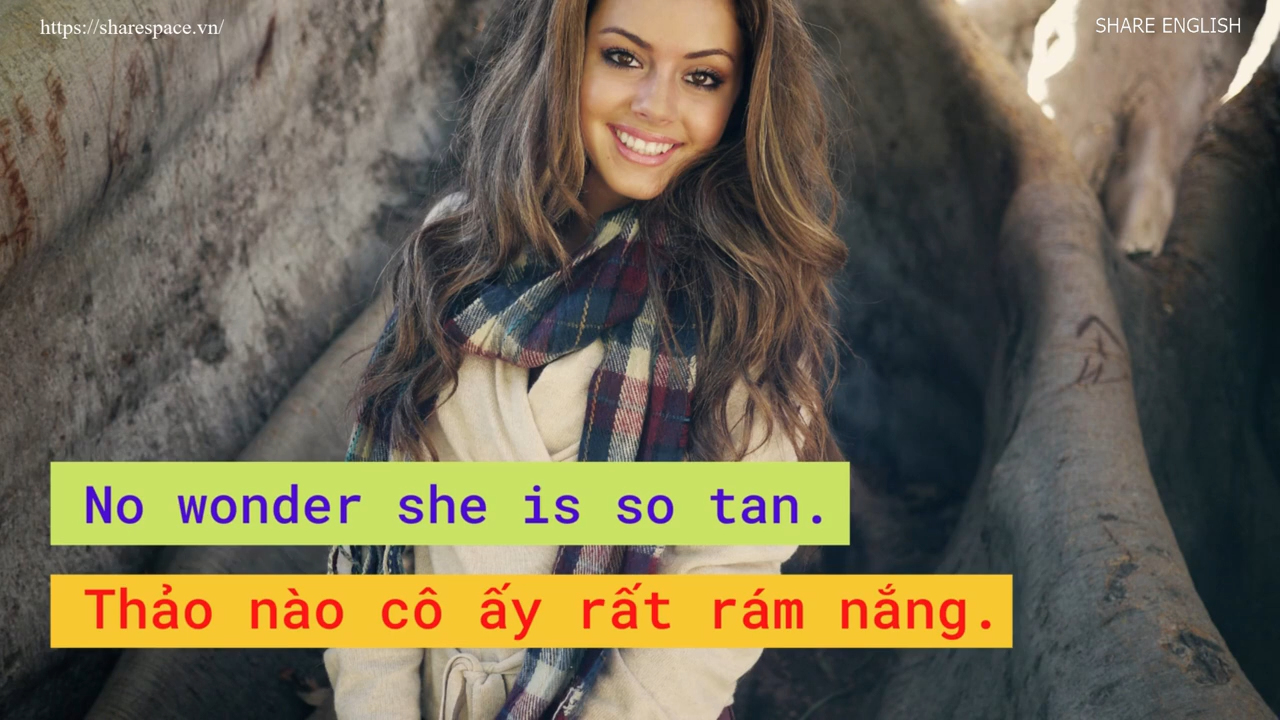 https://sharespace.vn/
SHARE ENGLISH
No wonder she is so tan.
Thảo nào cô ấy rất rám nắng.